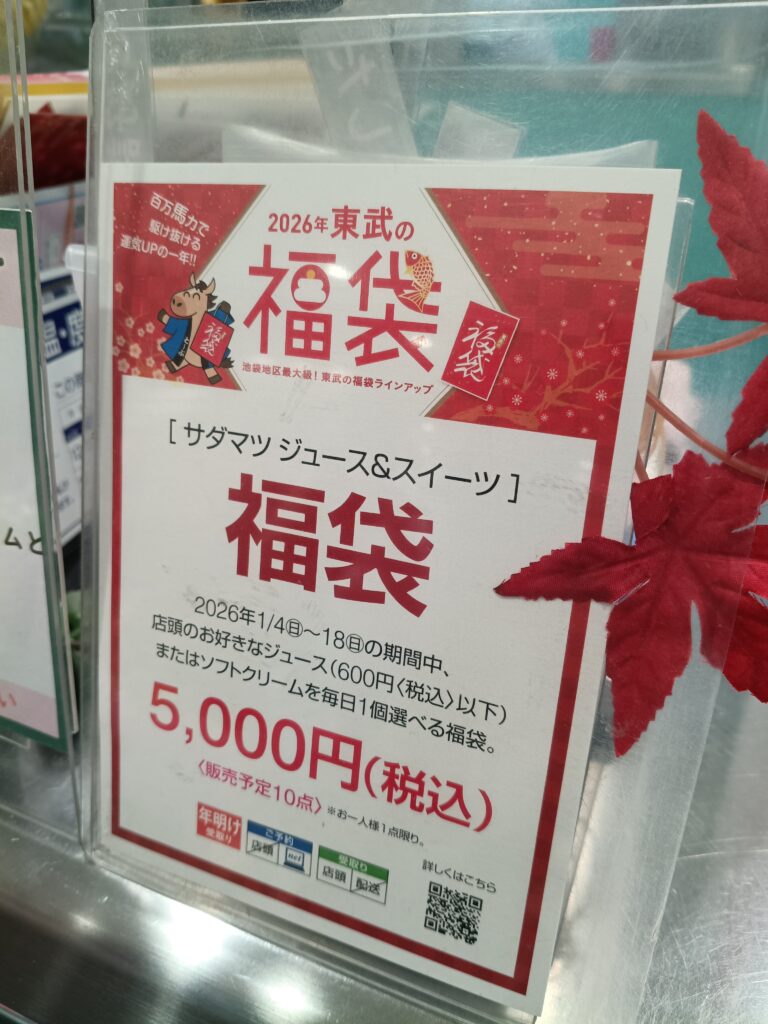 百万馬力で
駆け抜ける
運気UPの一年!!
2026年 東武の
福袋
福袋
福袋
池袋地区最大級！東武の福袋ラインアップ
［サダマツ ジュース&スイーツ］
福袋
2026年1/4㊐〜18㊐の期間中、
店頭のお好きなジュース（600円〈税込〉以下）
またはソフトクリームを毎日1個選べる福袋。
5,000円(税込)
〈販売予定10点〉 ※お一人様1点限り。
年明け
受取り
ご予約
店頭 net
受取り
店頭 配送
詳しくはこちら